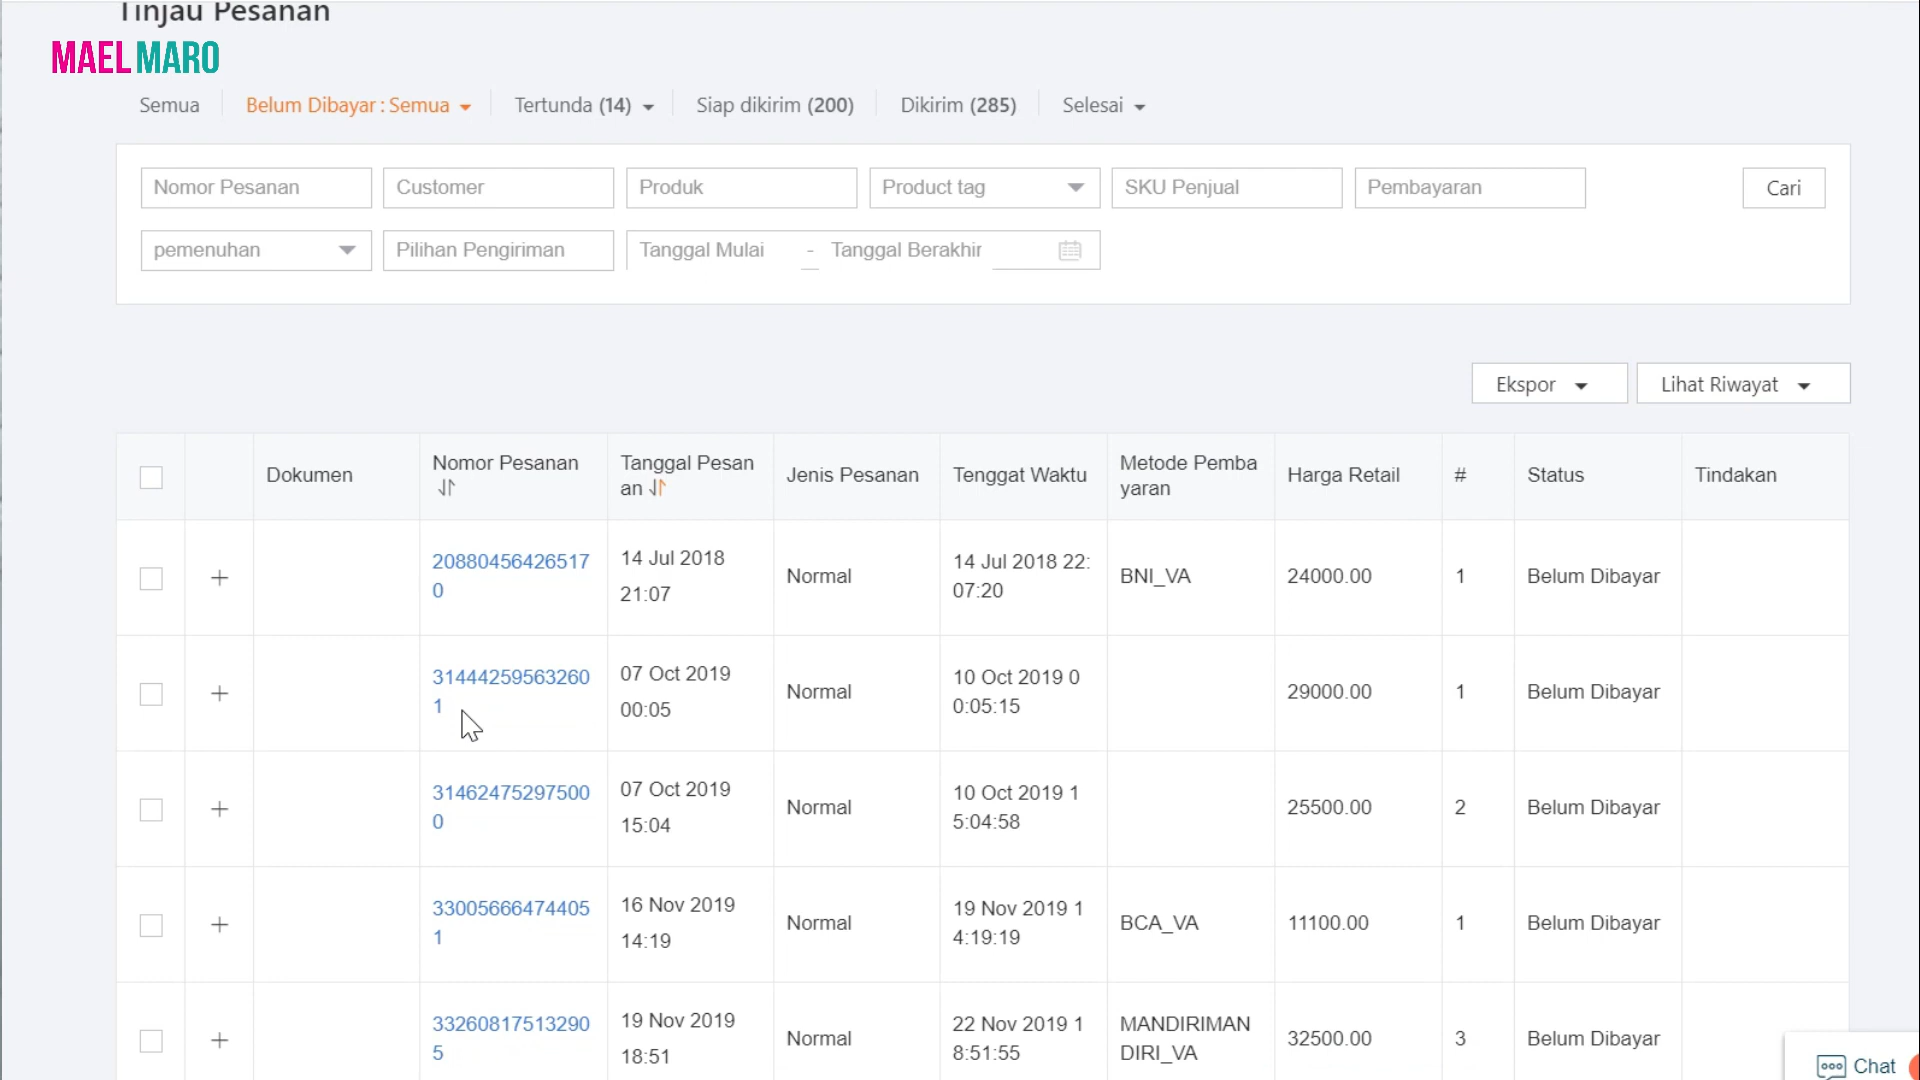 Tinjau Pesanan
MAEL MARO
Semua Belum Dibayar : Semua Tertunda (14) Siap dikirim (200) Dikirim (285) Selesai
Nomor Pesanan Customer Produk Product tag SKU Penjual Pembayaran Cari
pemenuhan Pilihan Pengiriman Tanggal Mulai - Tanggal Berakhir
Ekspor Lihat Riwayat
Dokumen
Nomor Pesanan
Tanggal Pesan
an
Jenis Pesanan
Tenggat Waktu
Metode Pemba
yaran
Harga Retail
#
Status
Tindakan
20880456426517
0
14 Jul 2018
21:07
Normal
14 Jul 2018 22:
07:20
BNI_VA
24000.00
1
Belum Dibayar
31444259563260
1
07 Oct 2019
00:05
Normal
10 Oct 2019 0
0:05:15
29000.00
1
Belum Dibayar
31462475297500
0
07 Oct 2019
15:04
Normal
10 Oct 2019 1
5:04:58
25500.00
2
Belum Dibayar
33005666474405
1
16 Nov 2019
14:19
Normal
19 Nov 2019 1
4:19:19
BCA_VA
11100.00
1
Belum Dibayar
33260817513290
5
19 Nov 2019
18:51
Normal
22 Nov 2019 1
8:51:55
MANDIRIMAN
DIRI_VA
32500.00
3
Belum Dibayar
Chat